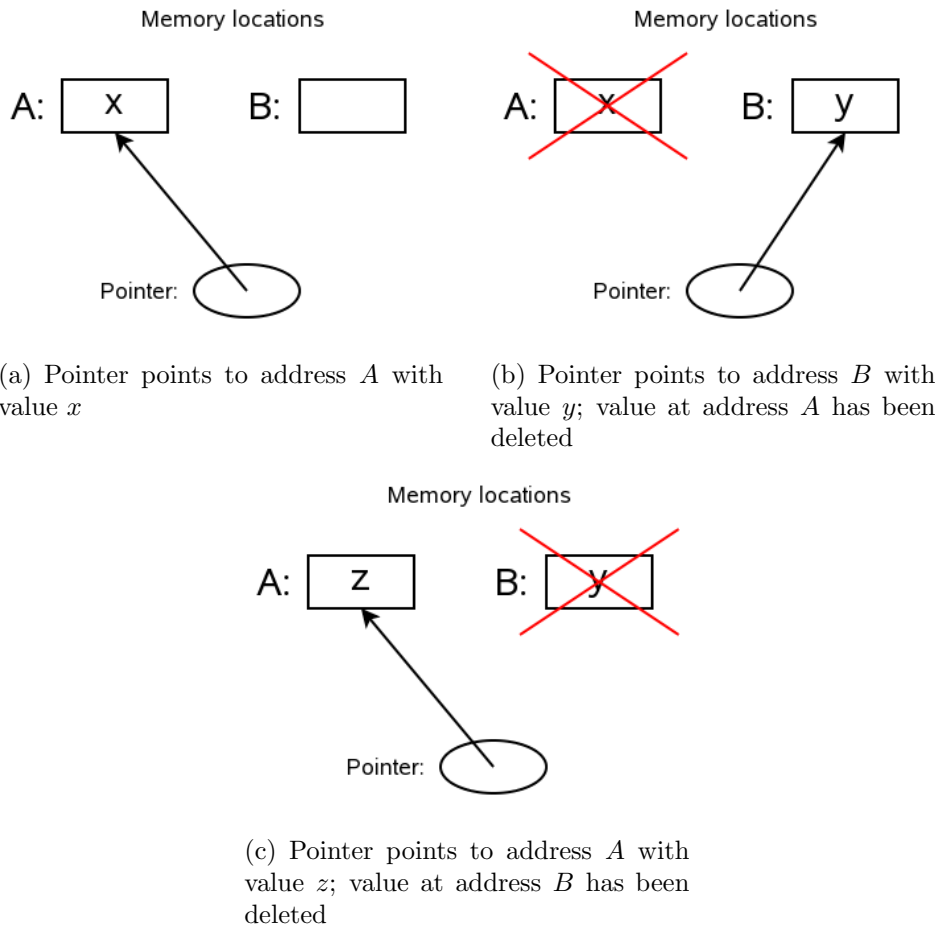 Memory locations
A: x B:
Pointer:
(a) Pointer points to address A with
value x
Memory locations
A: x B: y
Pointer:
(b) Pointer points to address B with
value y; value at address A has been
deleted
Memory locations
A: z B: y
Pointer:
(c) Pointer points to address A with
value z; value at address B has been
deleted